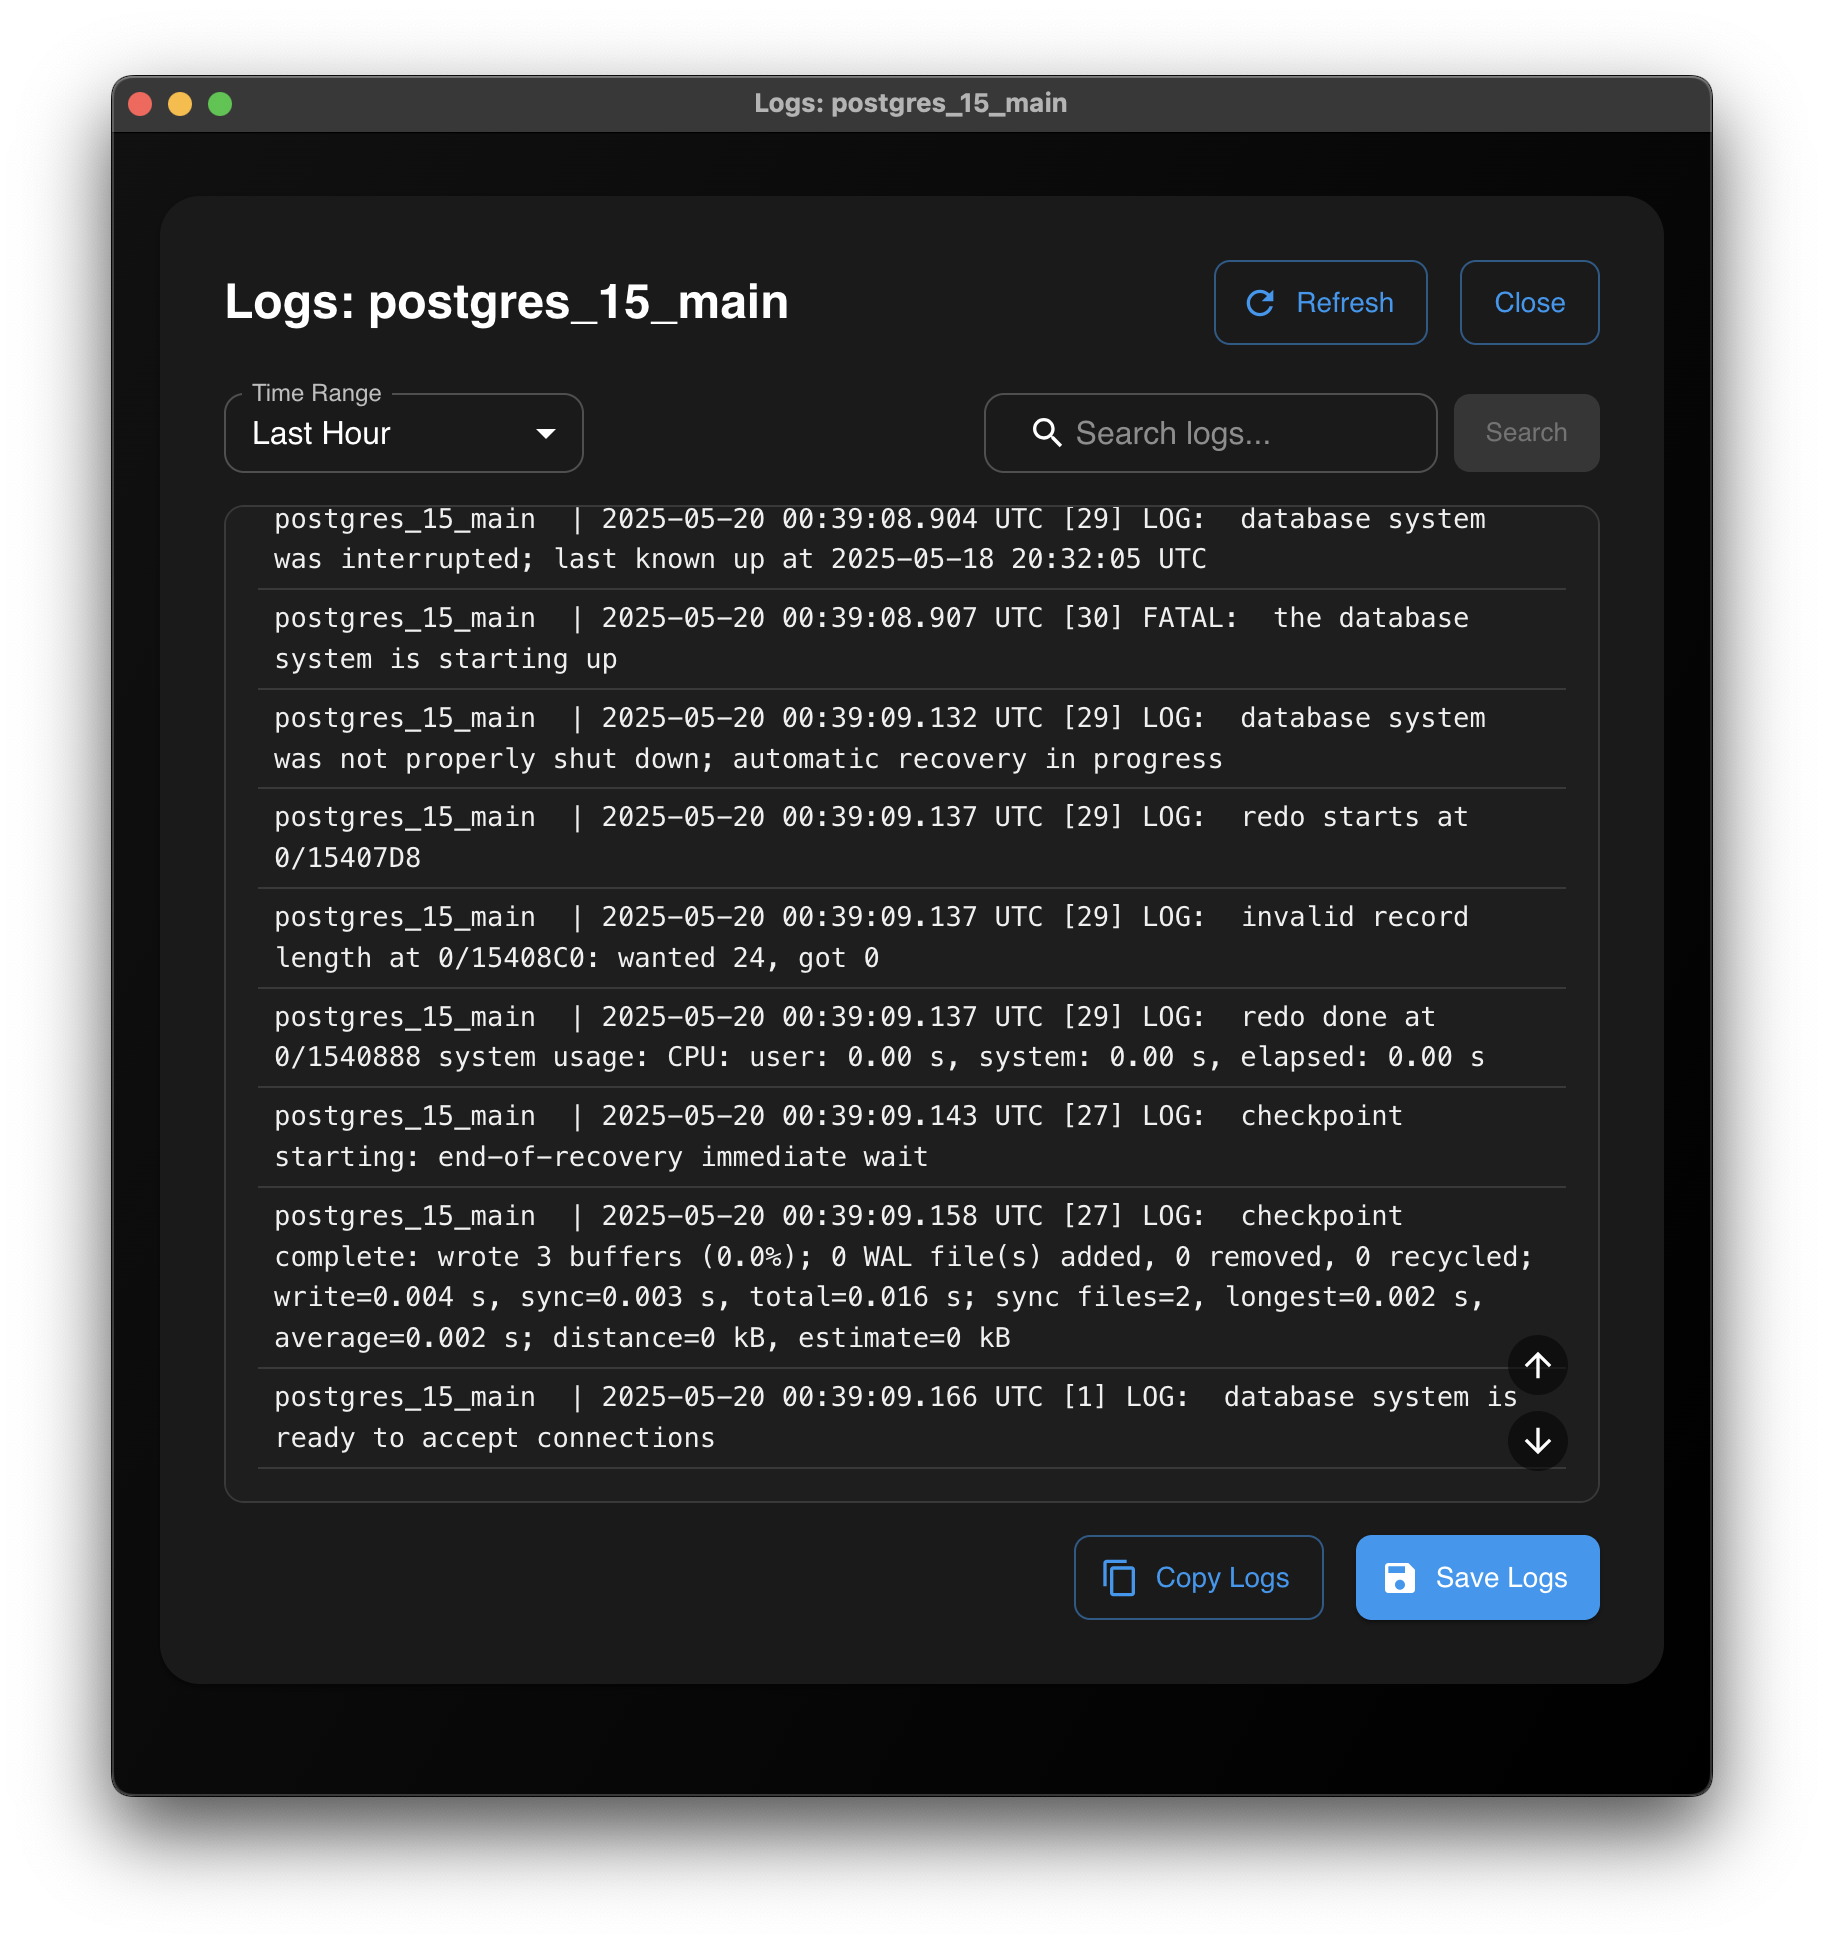 Logs: postgres_15_main
Logs: postgres_15_main
Refresh
Close
Time Range
Last Hour
Search logs...
Search
postgres_15_main  | 2025-05-20 00:39:08.904 UTC [29] LOG:  database system
was interrupted; last known up at 2025-05-18 20:32:05 UTC
postgres_15_main  | 2025-05-20 00:39:08.907 UTC [30] FATAL:  the database
system is starting up
postgres_15_main  | 2025-05-20 00:39:09.132 UTC [29] LOG:  database system
was not properly shut down; automatic recovery in progress
postgres_15_main  | 2025-05-20 00:39:09.137 UTC [29] LOG:  redo starts at
0/15407D8
postgres_15_main  | 2025-05-20 00:39:09.137 UTC [29] LOG:  invalid record
length at 0/15408C0: wanted 24, got 0
postgres_15_main  | 2025-05-20 00:39:09.137 UTC [29] LOG:  redo done at
0/1540888 system usage: CPU: user: 0.00 s, system: 0.00 s, elapsed: 0.00 s
postgres_15_main  | 2025-05-20 00:39:09.143 UTC [27] LOG:  checkpoint
starting: end-of-recovery immediate wait
postgres_15_main  | 2025-05-20 00:39:09.158 UTC [27] LOG:  checkpoint
complete: wrote 3 buffers (0.0%); 0 WAL file(s) added, 0 removed, 0 recycled;
write=0.004 s, sync=0.003 s, total=0.016 s; sync files=2, longest=0.002 s,
average=0.002 s; distance=0 kB, estimate=0 kB
postgres_15_main  | 2025-05-20 00:39:09.166 UTC [1] LOG:  database system is
ready to accept connections
Copy Logs
Save Logs